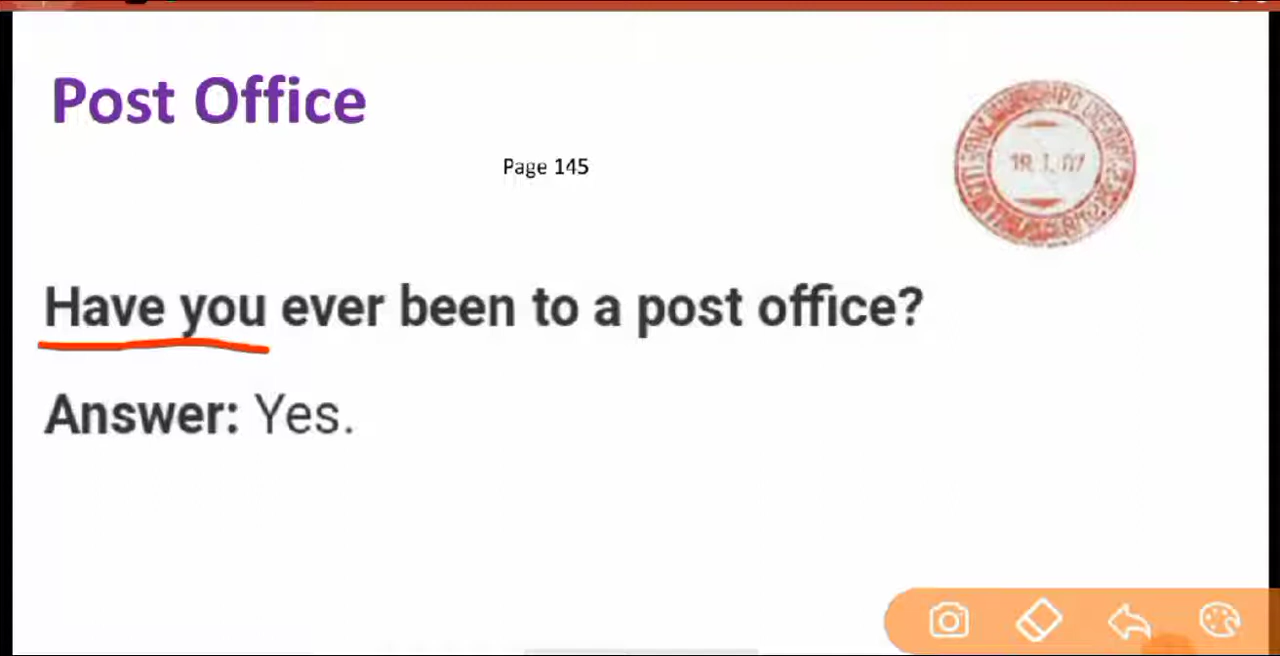 Post Office
Page 145
Have you ever been to a post office?
Answer: Yes.